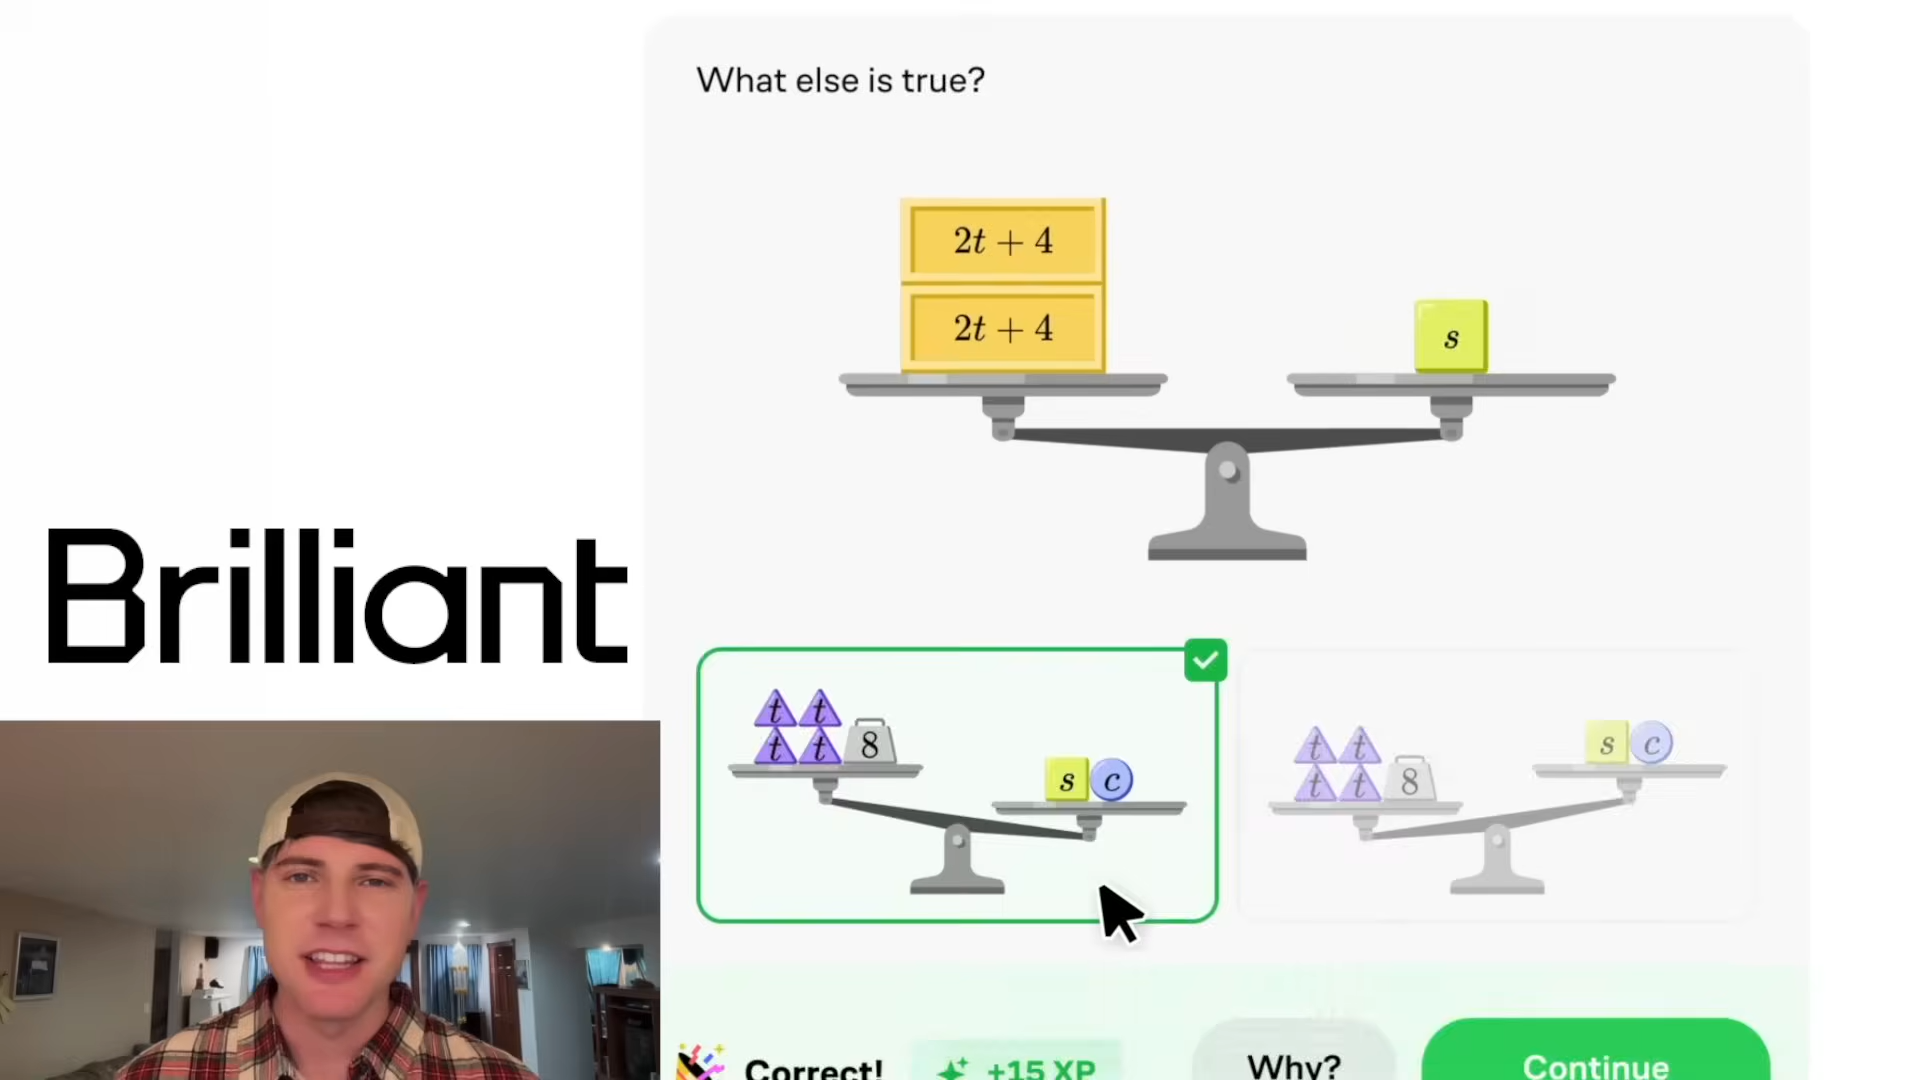 What else is true?
2t + 4
2t + 4
s
Brilliant
t t
t t 8
s c
t t
t t 8
s c
Correct!
+15 XP
Why?
Continue